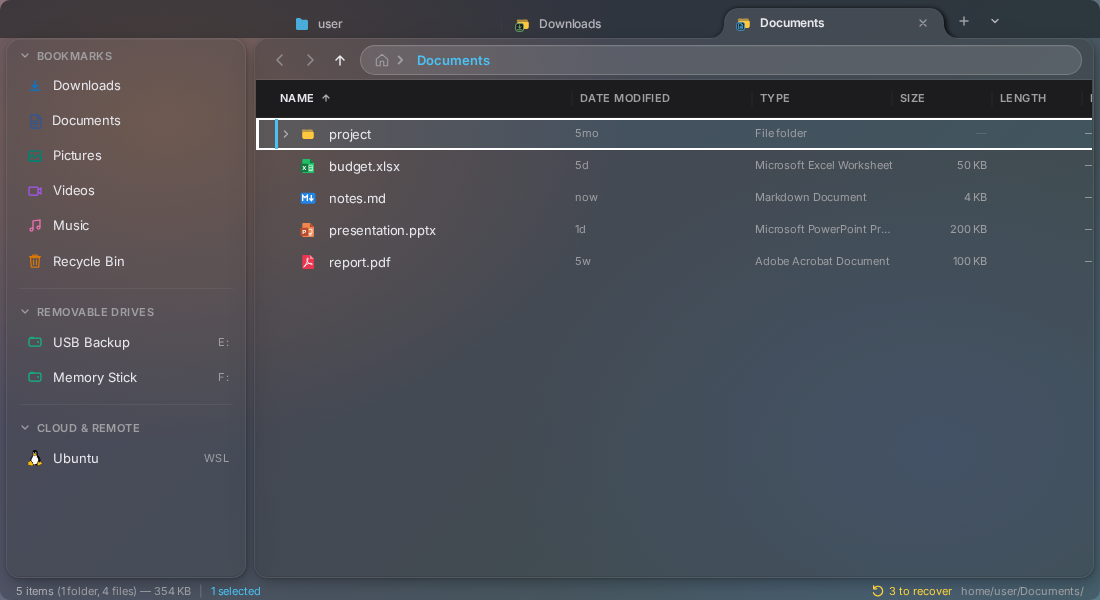 user
Downloads
Documents
BOOKMARKS
Downloads
Documents
Pictures
Videos
Music
Recycle Bin
REMOVABLE DRIVES
USB Backup E:
Memory Stick F:
CLOUD & REMOTE
Ubuntu WSL
Documents
NAME DATE MODIFIED TYPE SIZE LENGTH
project 5mo File folder —
budget.xlsx 5d Microsoft Excel Worksheet 50 KB
notes.md now Markdown Document 4 KB
presentation.pptx 1d Microsoft PowerPoint Pr... 200 KB
report.pdf 5w Adobe Acrobat Document 100 KB
5 items (1 folder, 4 files) — 354 KB | 1 selected
3 to recover home/user/Documents/